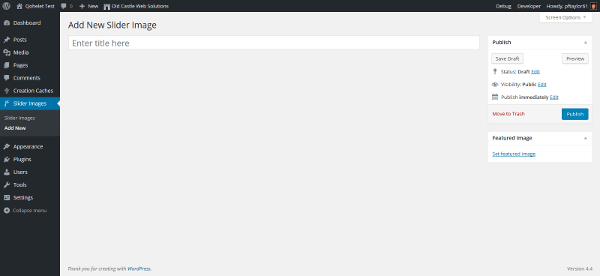 Qohelet Test 0 New Old Castle Web Solutions Debug Developer Howdy, pftaylor61
Screen Options
Dashboard
Posts
Media
Pages
Comments
Creation Caches
Slider Images
Slider Images
Add New
Appearance
Plugins
Users
Tools
Settings
Collapse menu
Add New Slider Image
Enter title here
Publish
Save Draft Preview
Status: Draft Edit
Visibility: Public Edit
Publish immediately Edit
Move to Trash Publish
Featured Image
Set featured image
Thank you for creating with WordPress. Version 4.4